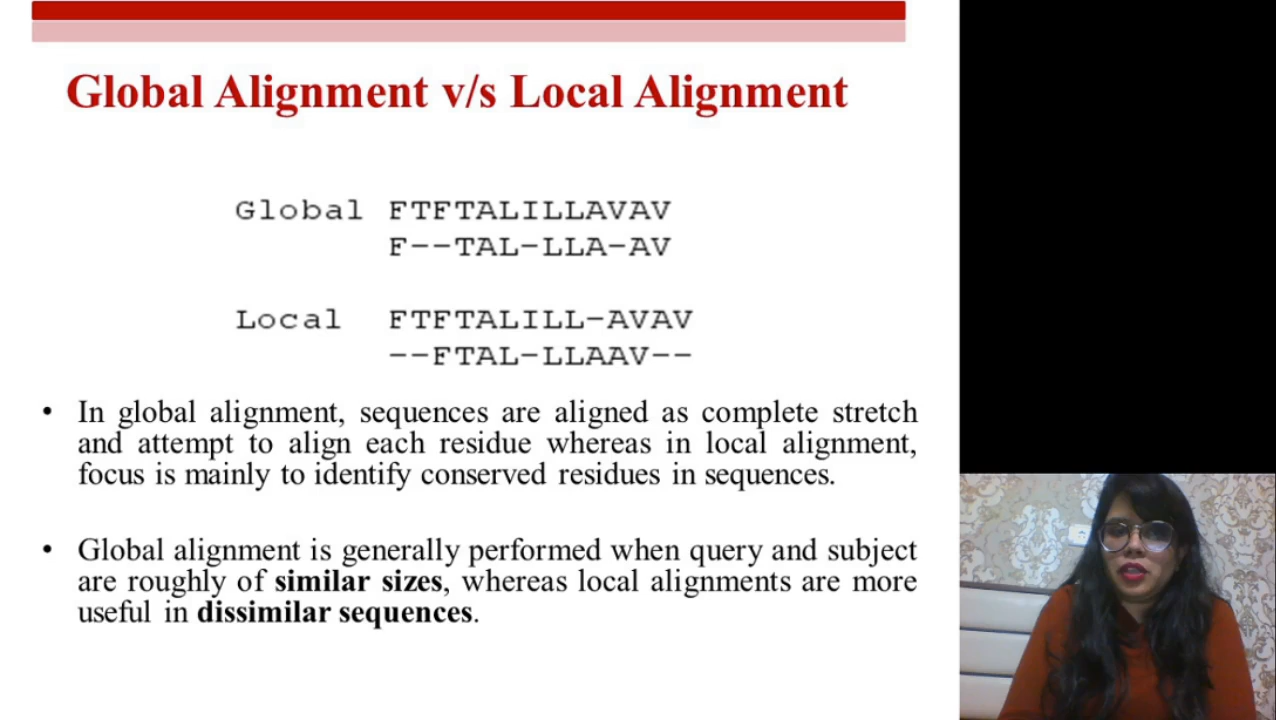 Global Alignment v/s Local Alignment
Global FTFTALILLAVAV
F--TAL-LLA-AV
Local FTFTALILL-AVAV
--FTAL-LLAAV--
• In global alignment, sequences are aligned as complete stretch
and attempt to align each residue whereas in local alignment,
focus is mainly to identify conserved residues in sequences.
• Global alignment is generally performed when query and subject
are roughly of similar sizes, whereas local alignments are more
useful in dissimilar sequences.